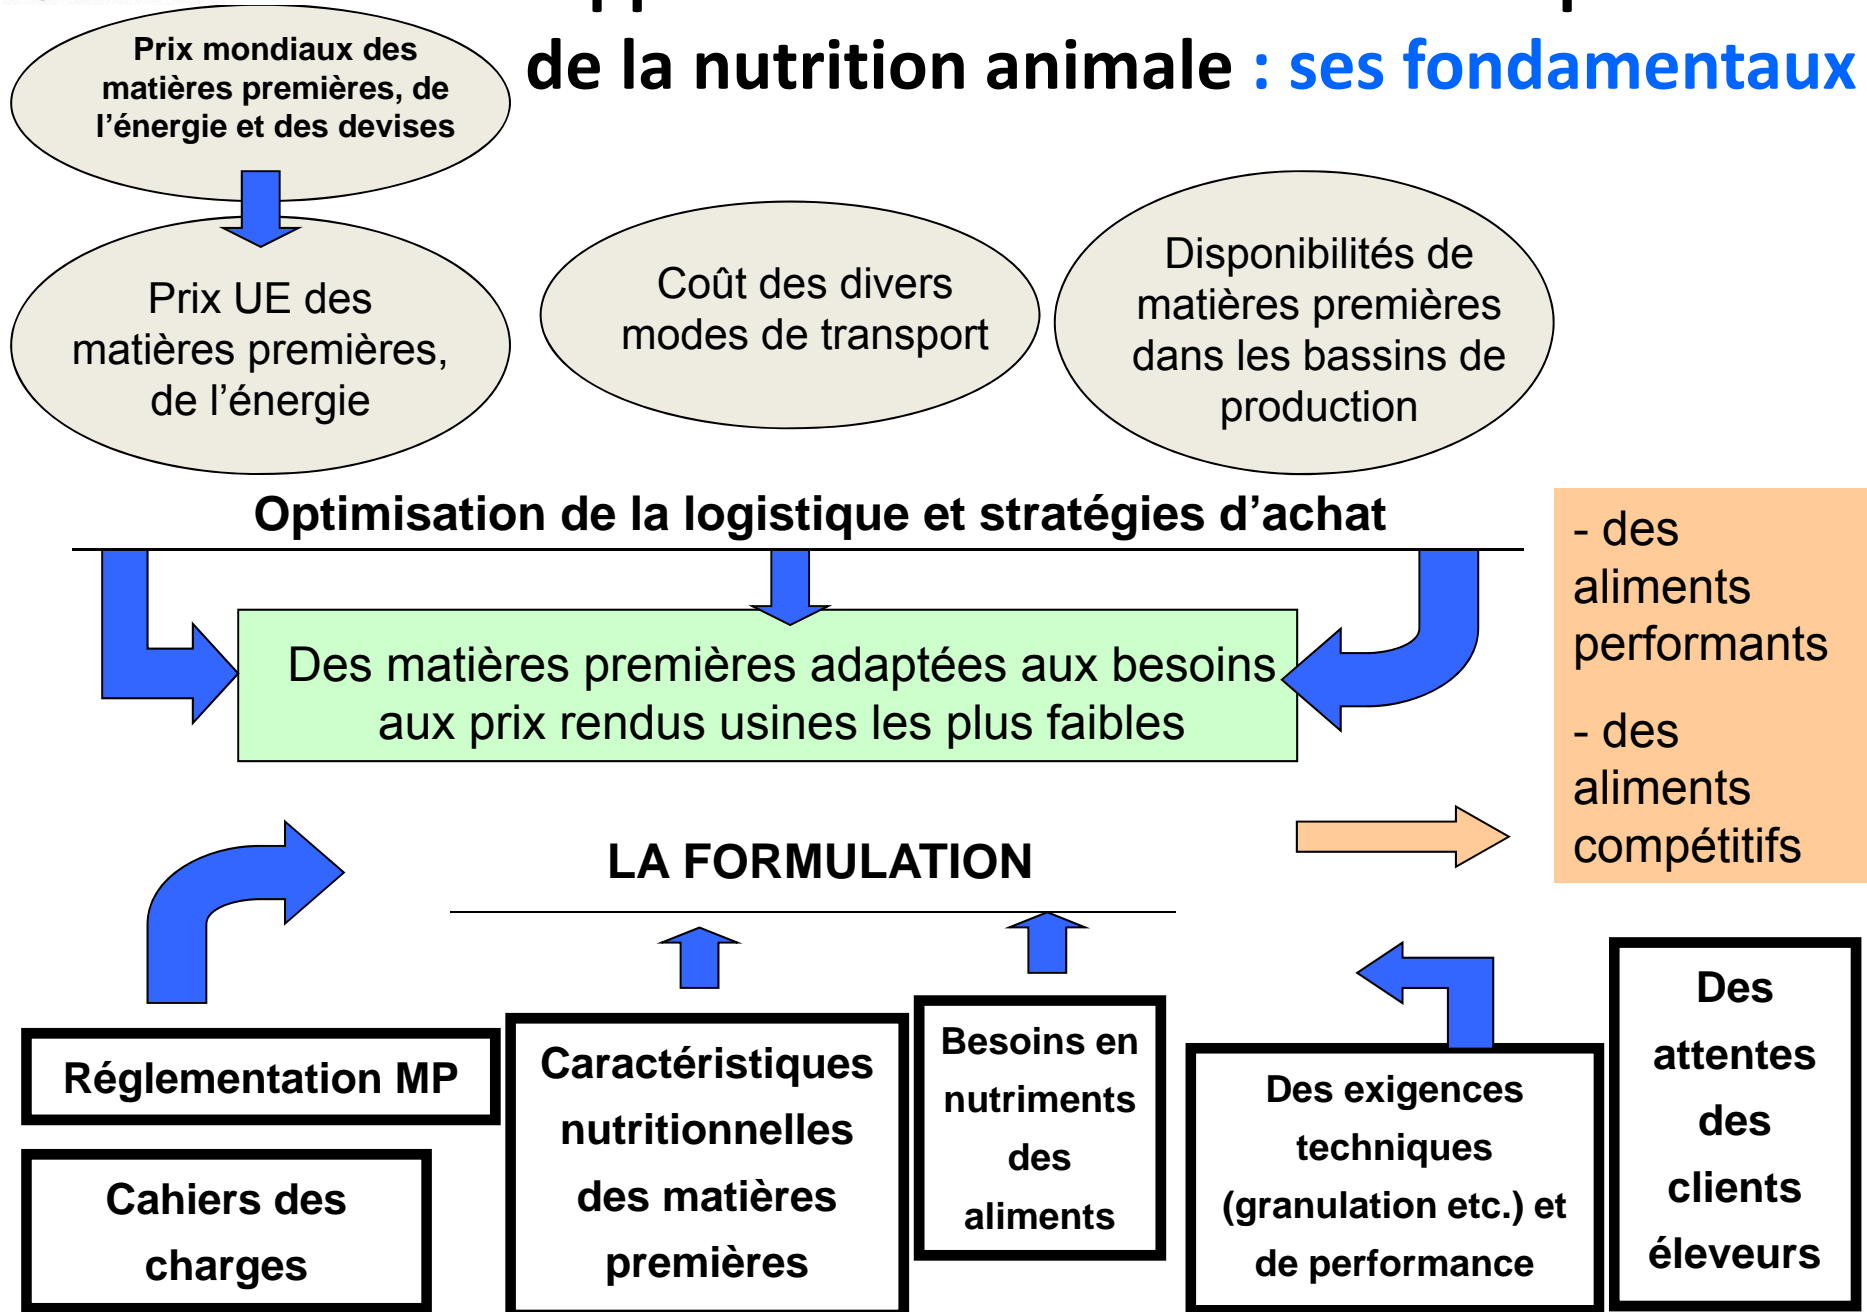 de la nutrition animale : ses fondamentaux
Prix mondiaux des
matières premières, de
l’énergie et des devises
Prix UE des
matières premières,
de l’énergie
Coût des divers
modes de transport
Disponibilités de
matières premières
dans les bassins de
production
Optimisation de la logistique et stratégies d’achat
Des matières premières adaptées aux besoins
aux prix rendus usines les plus faibles
- des
aliments
performants
- des
aliments
compétitifs
LA FORMULATION
Réglementation MP
Cahiers des
charges
Caractéristiques
nutritionnelles
des matières
premières
Besoins en
nutriments
des
aliments
Des exigences
techniques
(granulation etc.) et
de performance
Des
attentes
des
clients
éleveurs